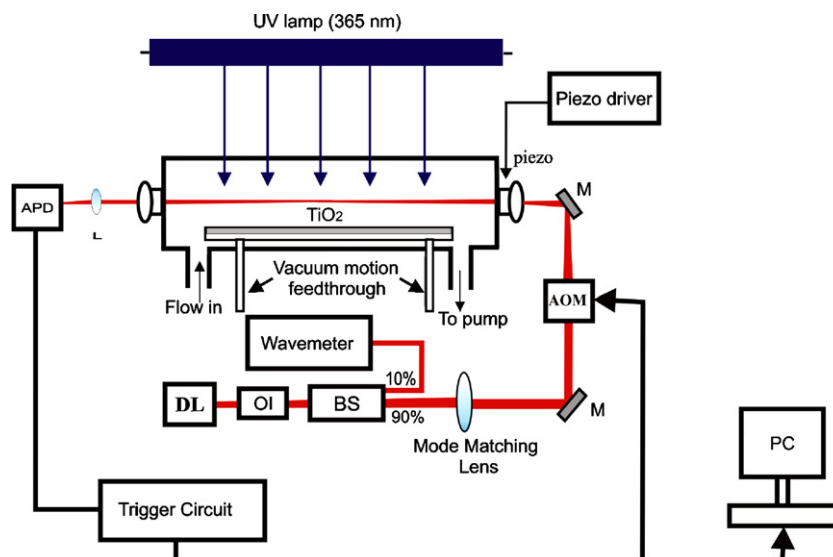 UV lamp (365 nm)
Piezo driver
piezo
M
APD
L
TiO2
Vacuum motion
feedthrough
Flow in
To pump
AOM
Wavemeter
10%
DL
OI
BS
90%
M
Mode Matching
Lens
PC
Trigger Circuit